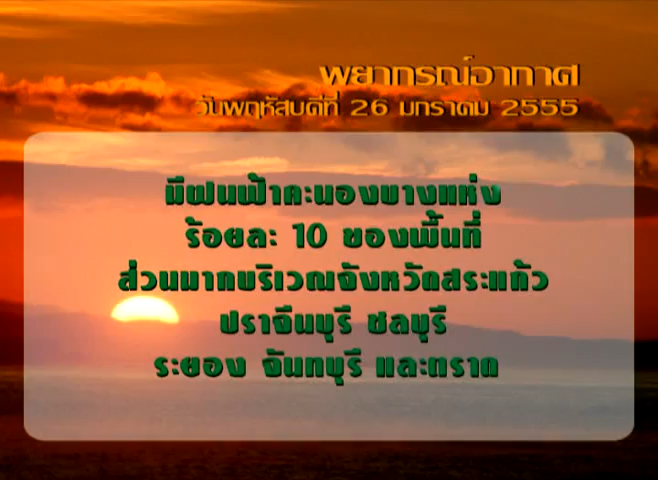 พยากรณ์อากาศ
วันพฤหัสบดีที่ 26 มกราคม 2555
มีฝนฟ้าคะนองบางแห่ง
ร้อยละ 10 ของพื้นที่
ส่วนมากบริเวณจังหวัดสระแก้ว
ปราจีนบุรี ชลบุรี
ระยอง จันทบุรี และตราด